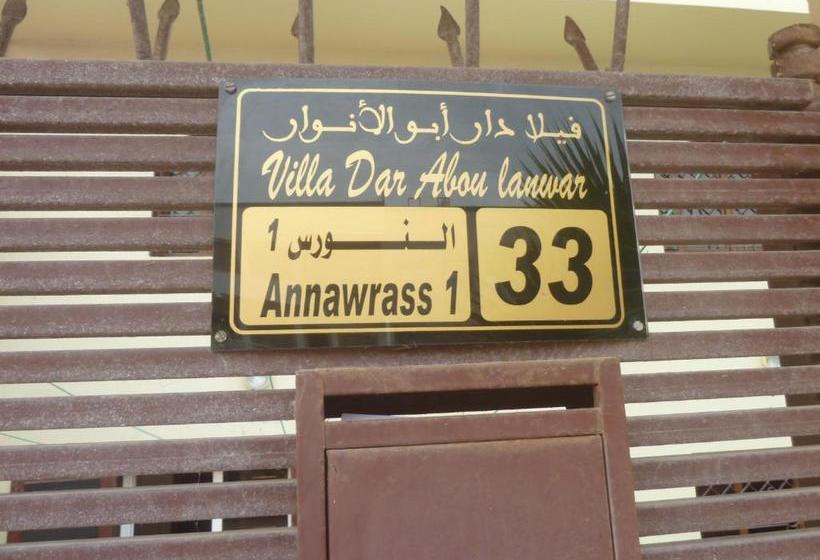 فيلا دار أبو الأنوار
Villa Dar Abou lanwar
النورس 1
Annawrass 1
33